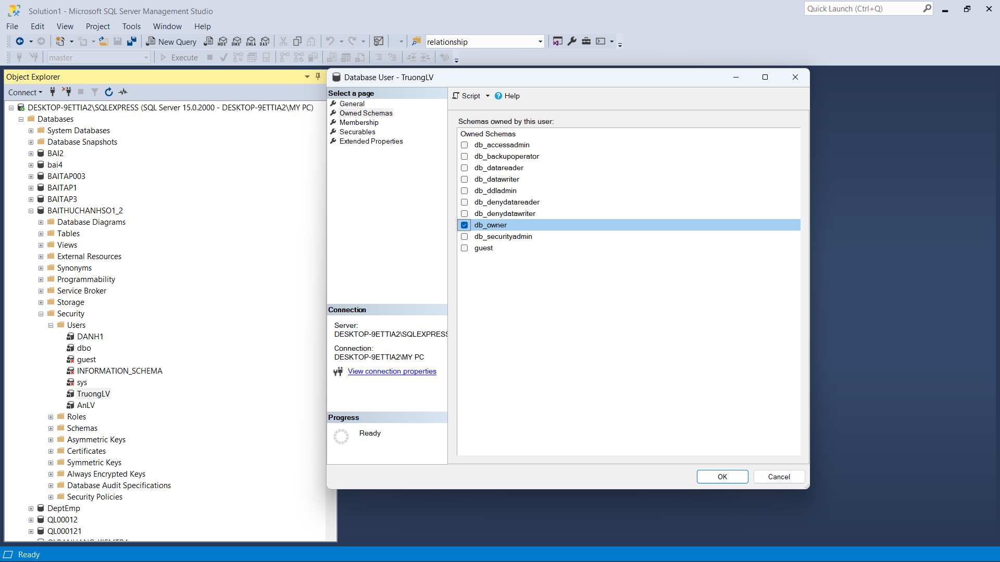 Solution1 - Microsoft SQL Server Management Studio
Quick Launch (Ctrl+Q)
File Edit View Project Tools Window Help
New Query MDX DMX XMLA DAX relationship
master Execute
Object Explorer
Connect
DESKTOP-9ETTIA2\SQLEXPRESS (SQL Server 15.0.2000 - DESKTOP-9ETTIA2\MY PC)
Databases
System Databases
Database Snapshots
BAI2
bai4
BAITAP003
BAITAP1
BAITAP3
BAITHUCHANHSO1_2
Database Diagrams
Tables
Views
External Resources
Synonyms
Programmability
Service Broker
Storage
Security
Users
DANH1
dbo
guest
INFORMATION_SCHEMA
sys
TruongLV
AnLV
Roles
Schemas
Asymmetric Keys
Certificates
Symmetric Keys
Always Encrypted Keys
Database Audit Specifications
Security Policies
DeptEmp
QL00012
QL000121
Database User - TruongLV
Select a page
General
Owned Schemas
Membership
Securables
Extended Properties
Connection
Server:
DESKTOP-9ETTIA2\SQLEXPRESS
Connection:
DESKTOP-9ETTIA2\MY PC
View connection properties
Progress
Ready
Script Help
Schemas owned by this user:
Owned Schemas
db_accessadmin
db_backupoperator
db_datareader
db_datawriter
db_ddladmin
db_denydatareader
db_denydatawriter
db_owner
db_securityadmin
guest
OK Cancel
Ready